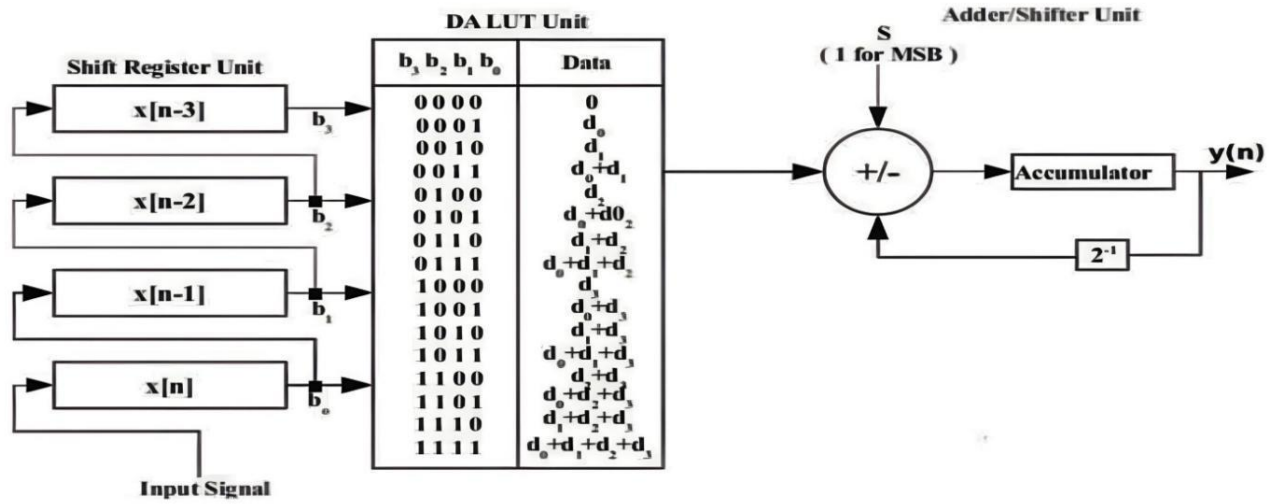 DA LUT Unit
Adder/Shifter Unit
Shift Register Unit
S
( 1 for MSB )
b₃ b₂ b₁ b₀ Data
x[n-3]
b₃
x[n-2]
b₂
x[n-1]
b₁
x[n]
b₀
Input Signal
0 0 0 0 0
0 0 0 1 d₀
0 0 1 0 d₁
0 0 1 1 d₀+d₁
0 1 0 0 d₂
0 1 0 1 d₀+d0₂
0 1 1 0 d₁+d₂
0 1 1 1 d₀+d₁+d₂
1 0 0 0 d₃
1 0 0 1 d₀+d₃
1 0 1 0 d₁+d₃
1 0 1 1 d₀+d₁+d₃
1 1 0 0 d₂+d₃
1 1 0 1 d₀+d₂+d₃
1 1 1 0 d₁+d₂+d₃
1 1 1 1 d₀+d₁+d₂+d₃
+/-
Accumulator
y(n)
2⁻¹